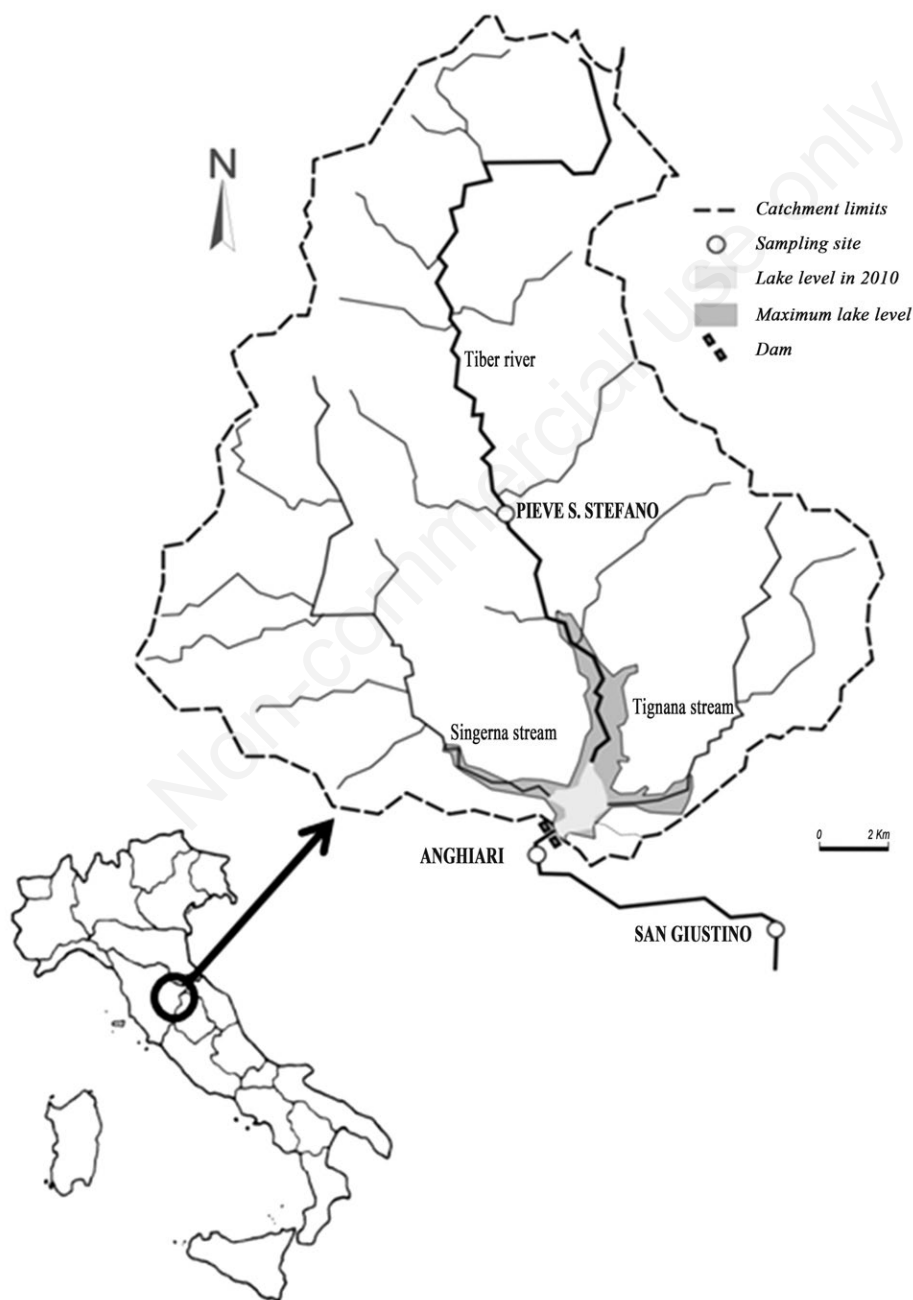 N
Catchment limits
Sampling site
Lake level in 2010
Maximum lake level
Dam
Tiber river
PIEVE S. STEFANO
Tignana stream
Singerna stream
ANGHIARI
0 2 Km
SAN GIUSTINO
Non-commercial use only